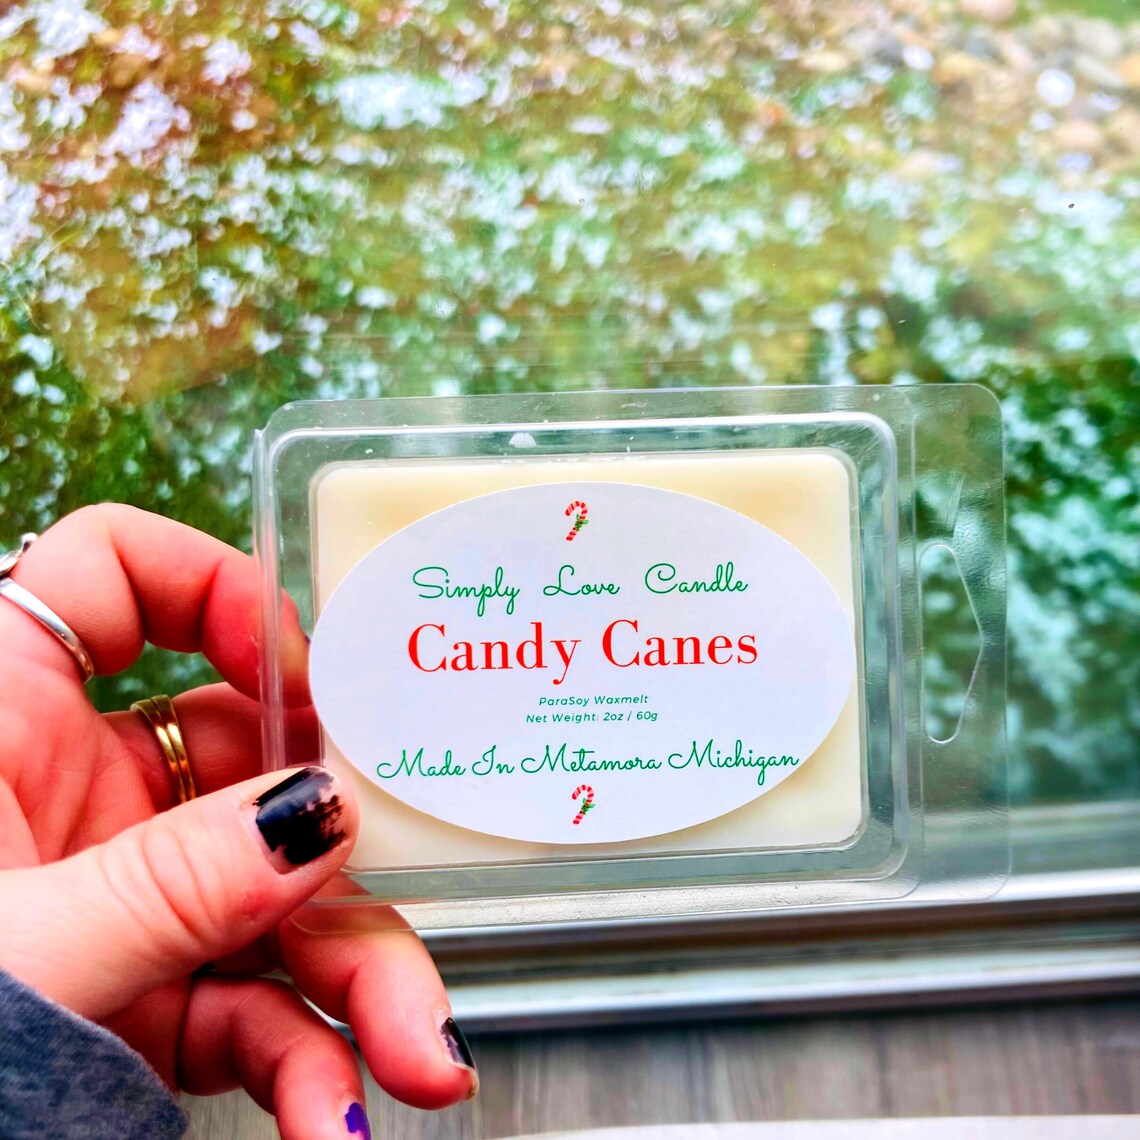 Simply Love Candle
Candy Canes
ParaSoy Waxmelt
Net Weight: 2oz / 60g
Made In Metamora Michigan